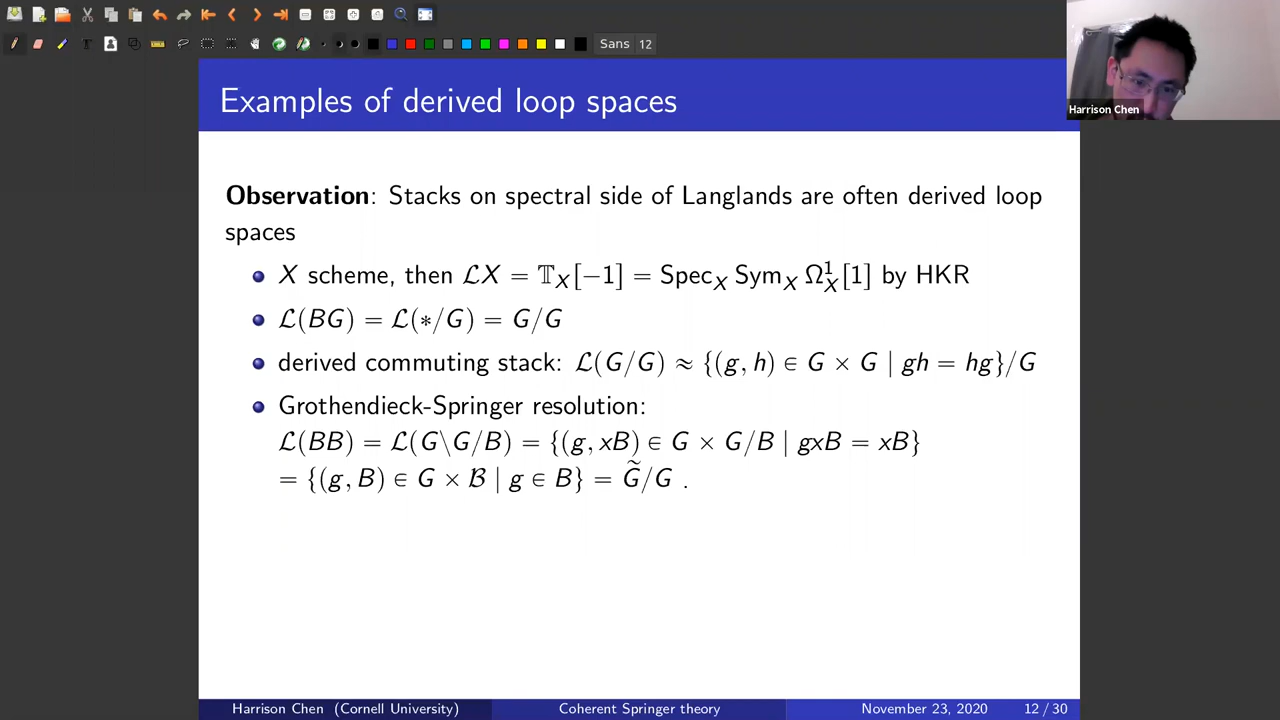 Sans 12
Harrison Chen
Examples of derived loop spaces
Observation: Stacks on spectral side of Langlands are often derived loop
spaces
X scheme, then ℒX = 𝕋_X[−1] = Spec_X Sym_X Ω¹_X[1] by HKR
ℒ(BG) = ℒ(∗/G) = G/G
derived commuting stack: ℒ(G/G) ≈ {(g, h) ∈ G × G | gh = hg}/G
Grothendieck-Springer resolution:
ℒ(BB) = ℒ(G\G/B) = {(g, xB) ∈ G × G/B | gxB = xB}
= {(g, B) ∈ G × ℬ | g ∈ B} = G̃/G .
Harrison Chen (Cornell University) Coherent Springer theory November 23, 2020 12 / 30